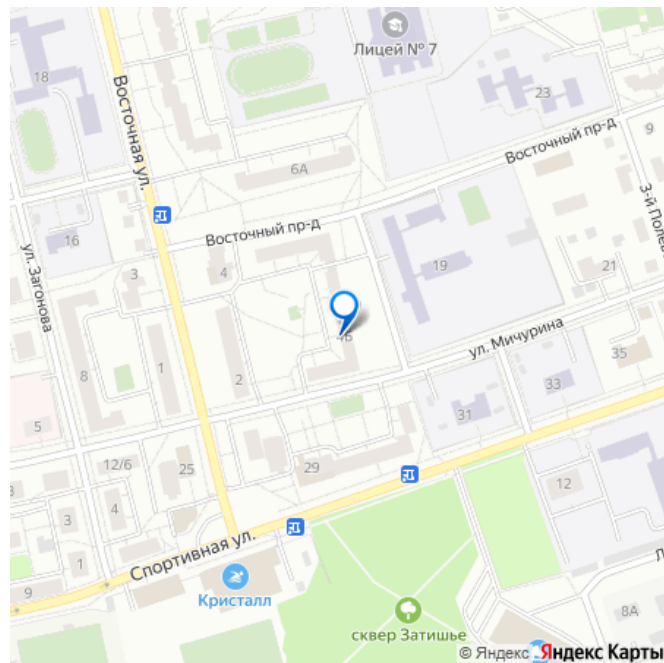 Лицей № 7
18
23
Восточная ул.
Восточный пр-д
9
6А
3-й Полев
16
Восточный пр-д
ул. Загонова
3
4
19
21
4Б
ул. Мичурина
8
1
2
35
33
5
31
12/6
25
29
12
3
4
1
Спортивная ул.
9
Кристалл
сквер Затишье
8А
© Яндекс
Яндекс Карты